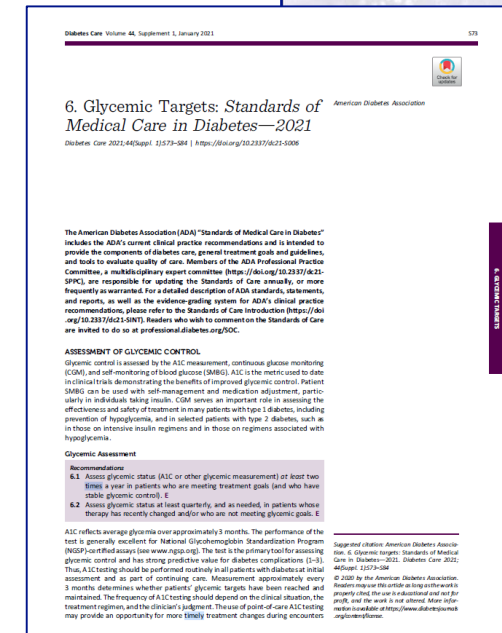 Diabetes Care Volume 44, Supplement 1, January 2021
S73
Check for
updates
6. Glycemic Targets: Standards of
Medical Care in Diabetes—2021
American Diabetes Association
Diabetes Care 2021;44(Suppl. 1):S73–S84 | https://doi.org/10.2337/dc21-S006
The American Diabetes Association (ADA) "Standards of Medical Care in Diabetes"
includes the ADA's current clinical practice recommendations and is intended to
provide the components of diabetes care, general treatment goals and guidelines,
and tools to evaluate quality of care. Members of the ADA Professional Practice
Committee, a multidisciplinary expert committee (https://doi.org/10.2337/dc21-
SPPC), are responsible for updating the Standards of Care annually, or more
frequently as warranted. For a detailed description of ADA standards, statements,
and reports, as well as the evidence-grading system for ADA's clinical practice
recommendations, please refer to the Standards of Care Introduction (https://doi
.org/10.2337/dc21-SINT). Readers who wish to comment on the Standards of Care
are invited to do so at professional.diabetes.org/SOC.
6. GLYCEMIC TARGETS
ASSESSMENT OF GLYCEMIC CONTROL
Glycemic control is assessed by the A1C measurement, continuous glucose monitoring
(CGM), and self-monitoring of blood glucose (SMBG). A1C is the metric used to date
in clinical trials demonstrating the benefits of improved glycemic control. Patient
SMBG can be used with self-management and medication adjustment, partic-
ularly in individuals taking insulin. CGM serves an important role in assessing the
effectiveness and safety of treatment in many patients with type 1 diabetes, including
prevention of hypoglycemia, and in selected patients with type 2 diabetes, such as
in those on intensive insulin regimens and in those on regimens associated with
hypoglycemia.
Glycemic Assessment
Recommendations
6.1 Assess glycemic status (A1C or other glycemic measurement) at least two
times a year in patients who are meeting treatment goals (and who have
stable glycemic control). E
6.2 Assess glycemic status at least quarterly, and as needed, in patients whose
therapy has recently changed and/or who are not meeting glycemic goals. E
A1C reflects average glycemia over approximately 3 months. The performance of the
test is generally excellent for National Glycohemoglobin Standardization Program
(NGSP)-certified assays (see www.ngsp.org). The test is the primary tool for assessing
glycemic control and has strong predictive value for diabetes complications (1–3).
Thus, A1C testing should be performed routinely in all patients with diabetes at initial
assessment and as part of continuing care. Measurement approximately every
3 months determines whether patients' glycemic targets have been reached and
maintained. The frequency of A1C testing should depend on the clinical situation, the
treatment regimen, and the clinician's judgment. The use of point-of-care A1C testing
may provide an opportunity for more timely treatment changes during encounters
Suggested citation: American Diabetes Associa-
tion. 6. Glycemic targets: Standards of Medical
Care in Diabetes—2021. Diabetes Care 2021;
44(Suppl. 1):S73–S84
© 2020 by the American Diabetes Association.
Readers may use this article as long as the work is
properly cited, the use is educational and not for
profit, and the work is not altered. More infor-
mation is available at https://www.diabetesjournals
.org/content/license.